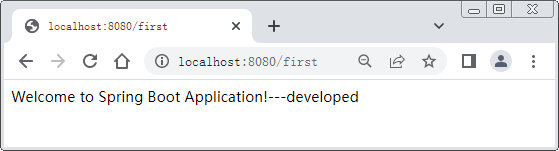 localhost:8080/first
localhost:8080/first
Welcome to Spring Boot Application!---developed